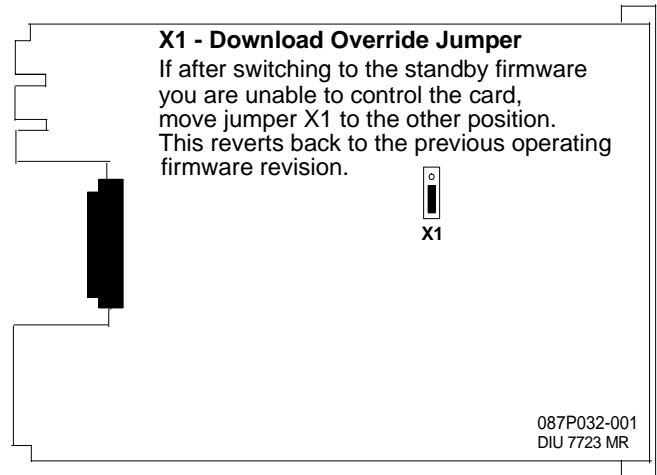 X1 - Download Override Jumper
If after switching to the standby firmware
you are unable to control the card,
move jumper X1 to the other position.
This reverts back to the previous operating
firmware revision.
X1
087P032-001
DIU 7723 MR